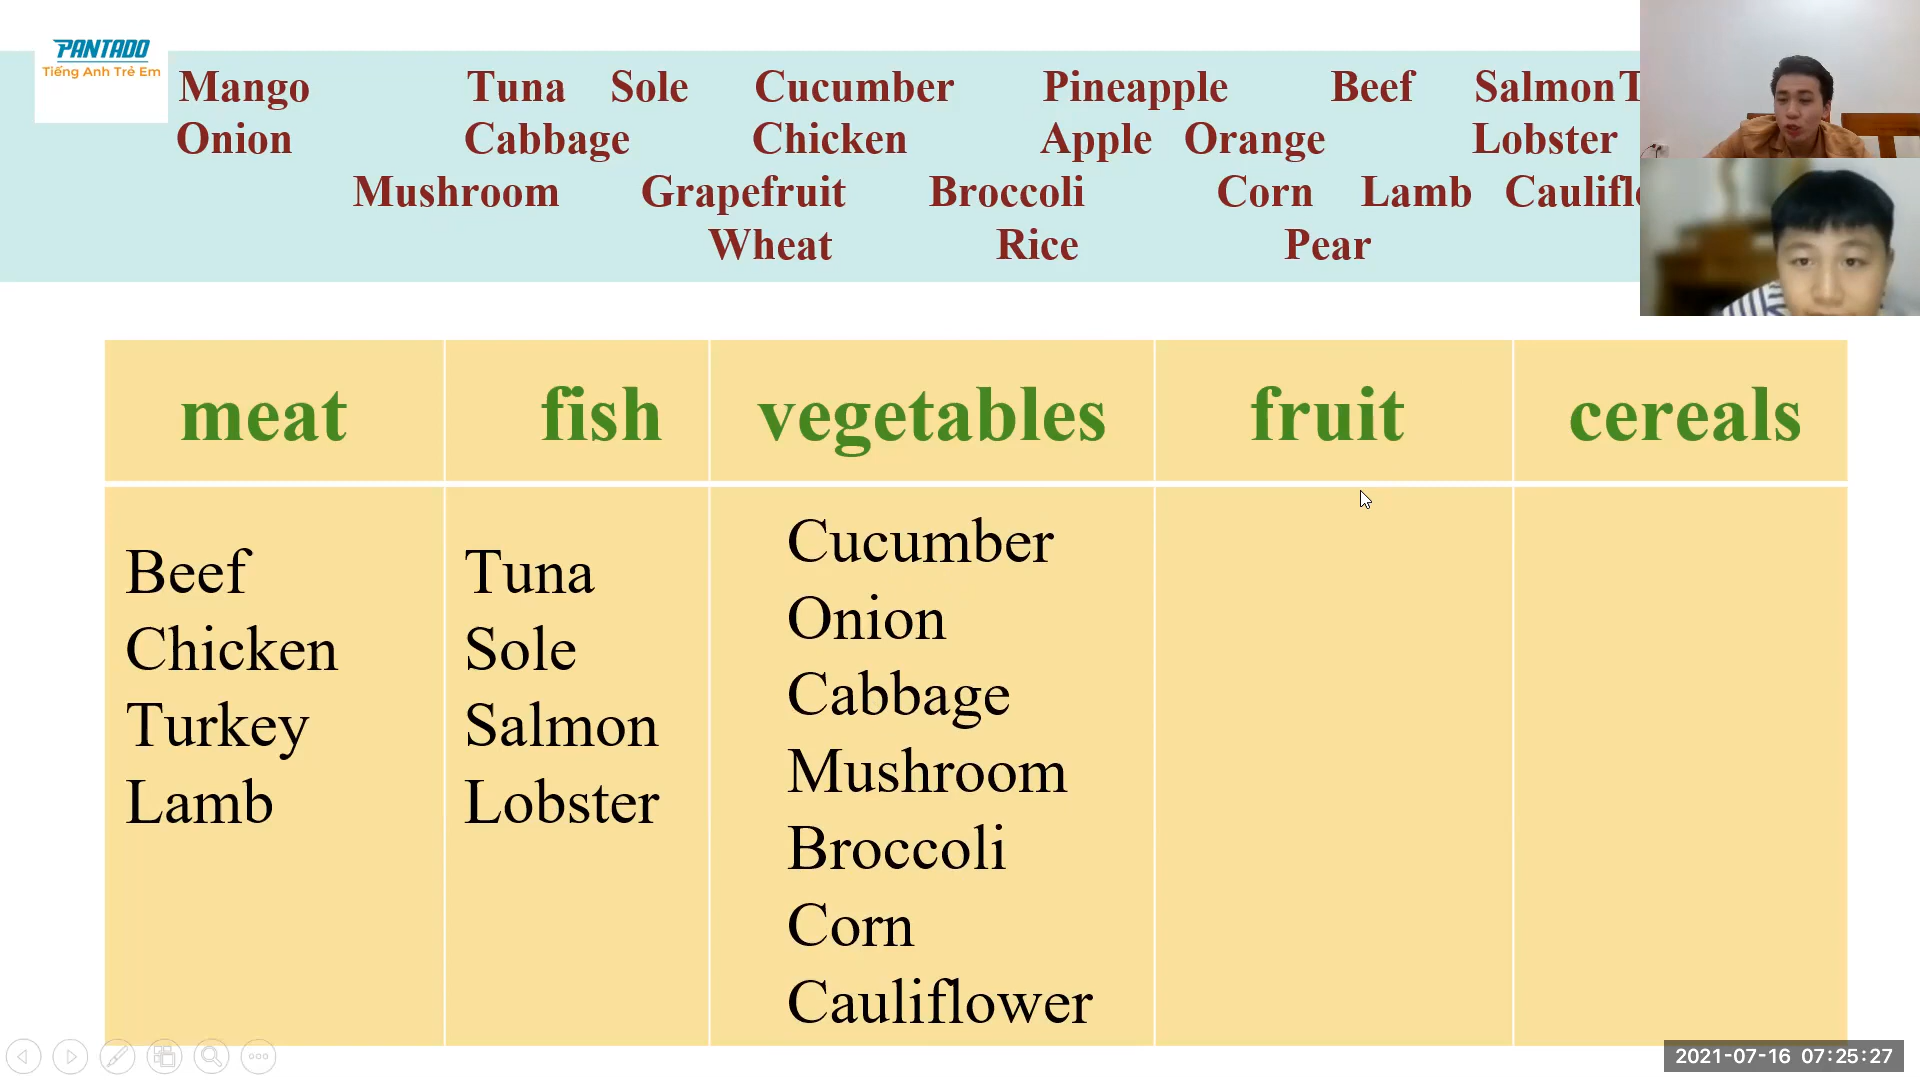 PANTADO
Tiếng Anh Trẻ Em
Mango Tuna Sole Cucumber Pineapple Beef Salmon
Onion Cabbage Chicken Apple Orange Lobster
Mushroom Grapefruit Broccoli Corn Lamb
Wheat Rice Pear
meat fish vegetables fruit cereals
Beef Tuna Cucumber
Chicken Sole Onion
Turkey Salmon Cabbage
Lamb Lobster Mushroom
Broccoli
Corn
Cauliflower
2021-07-16 07:25:27